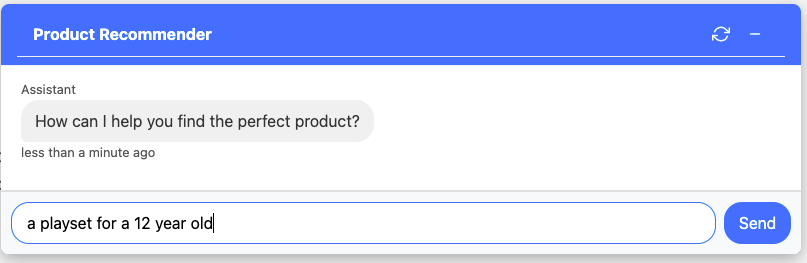 Product Recommender
Assistant
How can I help you find the perfect product?
less than a minute ago
a playset for a 12 year old
Send